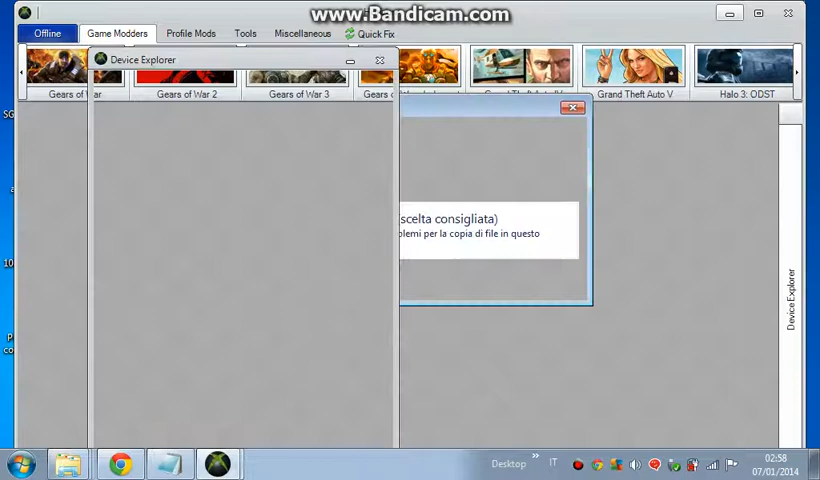 www.Bandicam.com
Offline
Game Modders
Profile Mods
Tools
Miscellaneous
Quick Fix
Device Explorer
Gears of War
Gears of War 2
Gears of War 3
Gears of
Grand Theft Auto V
Halo 3: ODST
scelta consigliata)
per la copia di file in questo
Device Explorer
Desktop
IT
02:58
07/01/2014